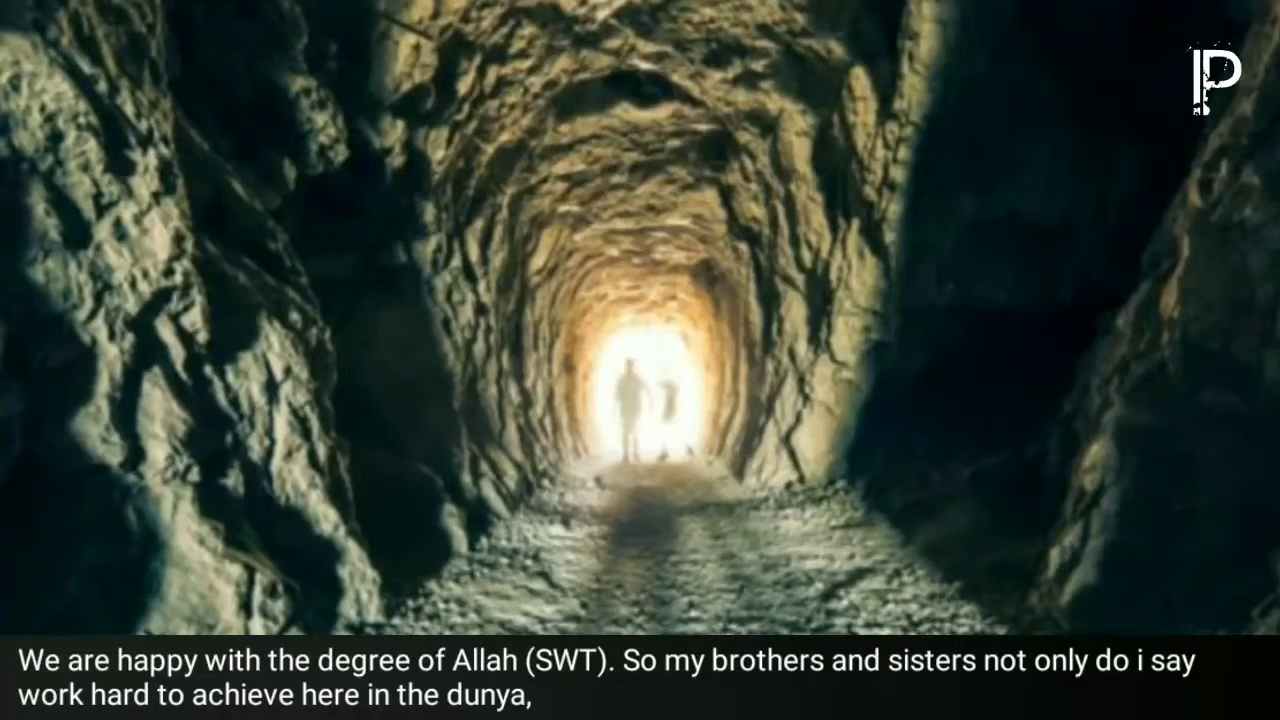 IP
We are happy with the degree of Allah (SWT). So my brothers and sisters not only do i say
work hard to achieve here in the dunya,